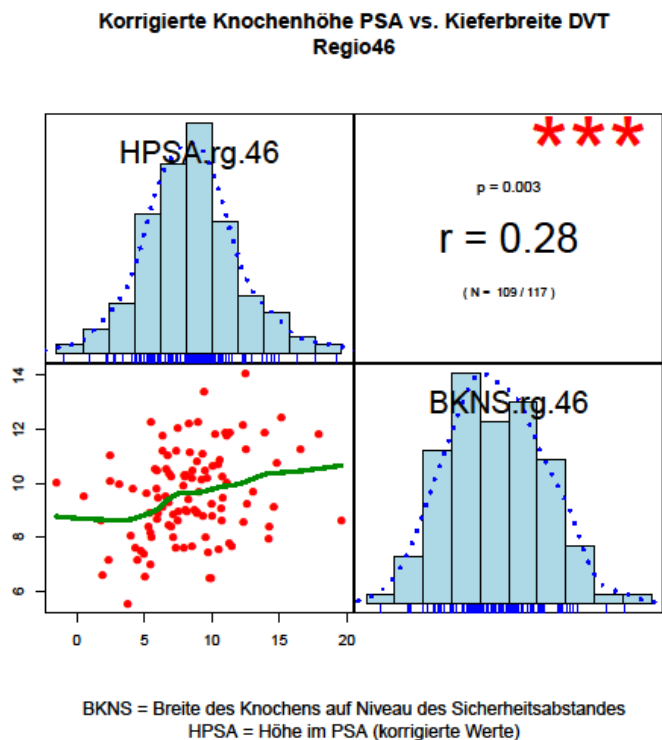 Korrigierte Knochenhöhe PSA vs. Kieferbreite DVT
Regio46
HPSA.rg.46
***
p = 0.003
r = 0.28
( N = 109 / 117 )
BKNS.rg.46
14
12
10
8
6
0 5 10 15 20
BKNS = Breite des Knochens auf Niveau des Sicherheitsabstandes
HPSA = Höhe im PSA (korrigierte Werte)